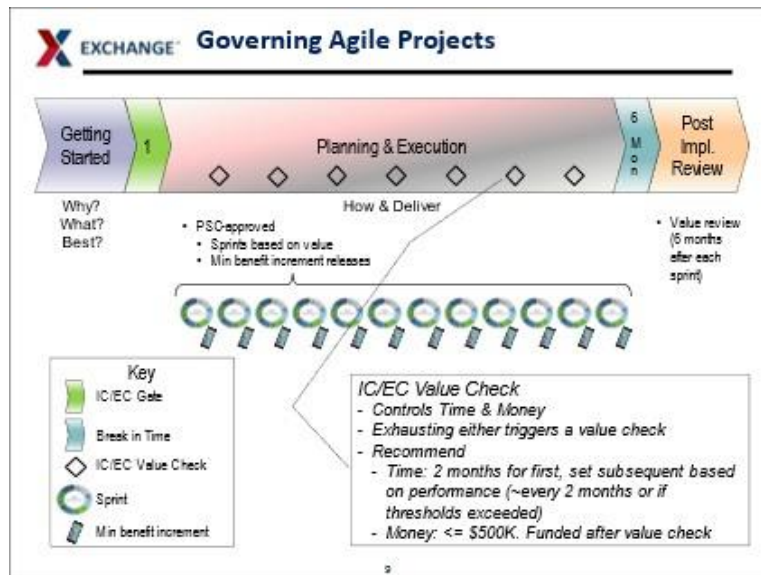 EXCHANGE
Governing Agile Projects
Getting
Started
1
Planning & Execution
6
M
o
n
Post
Impl.
Review
Why?
What?
Best?
How & Deliver
• PSC-approved
• Sprints based on value
• Min benefit increment releases
• Value review
(6 months
after each
sprint)
Key
IC/EC Gate
Break in Time
IC/EC Value Check
Sprint
Min benefit increment
IC/EC Value Check
- Controls Time & Money
- Exhausting either triggers a value check
- Recommend
- Time: 2 months for first, set subsequent based
on performance (~every 2 months or if
thresholds exceeded)
- Money: <= $500K. Funded after value check
9